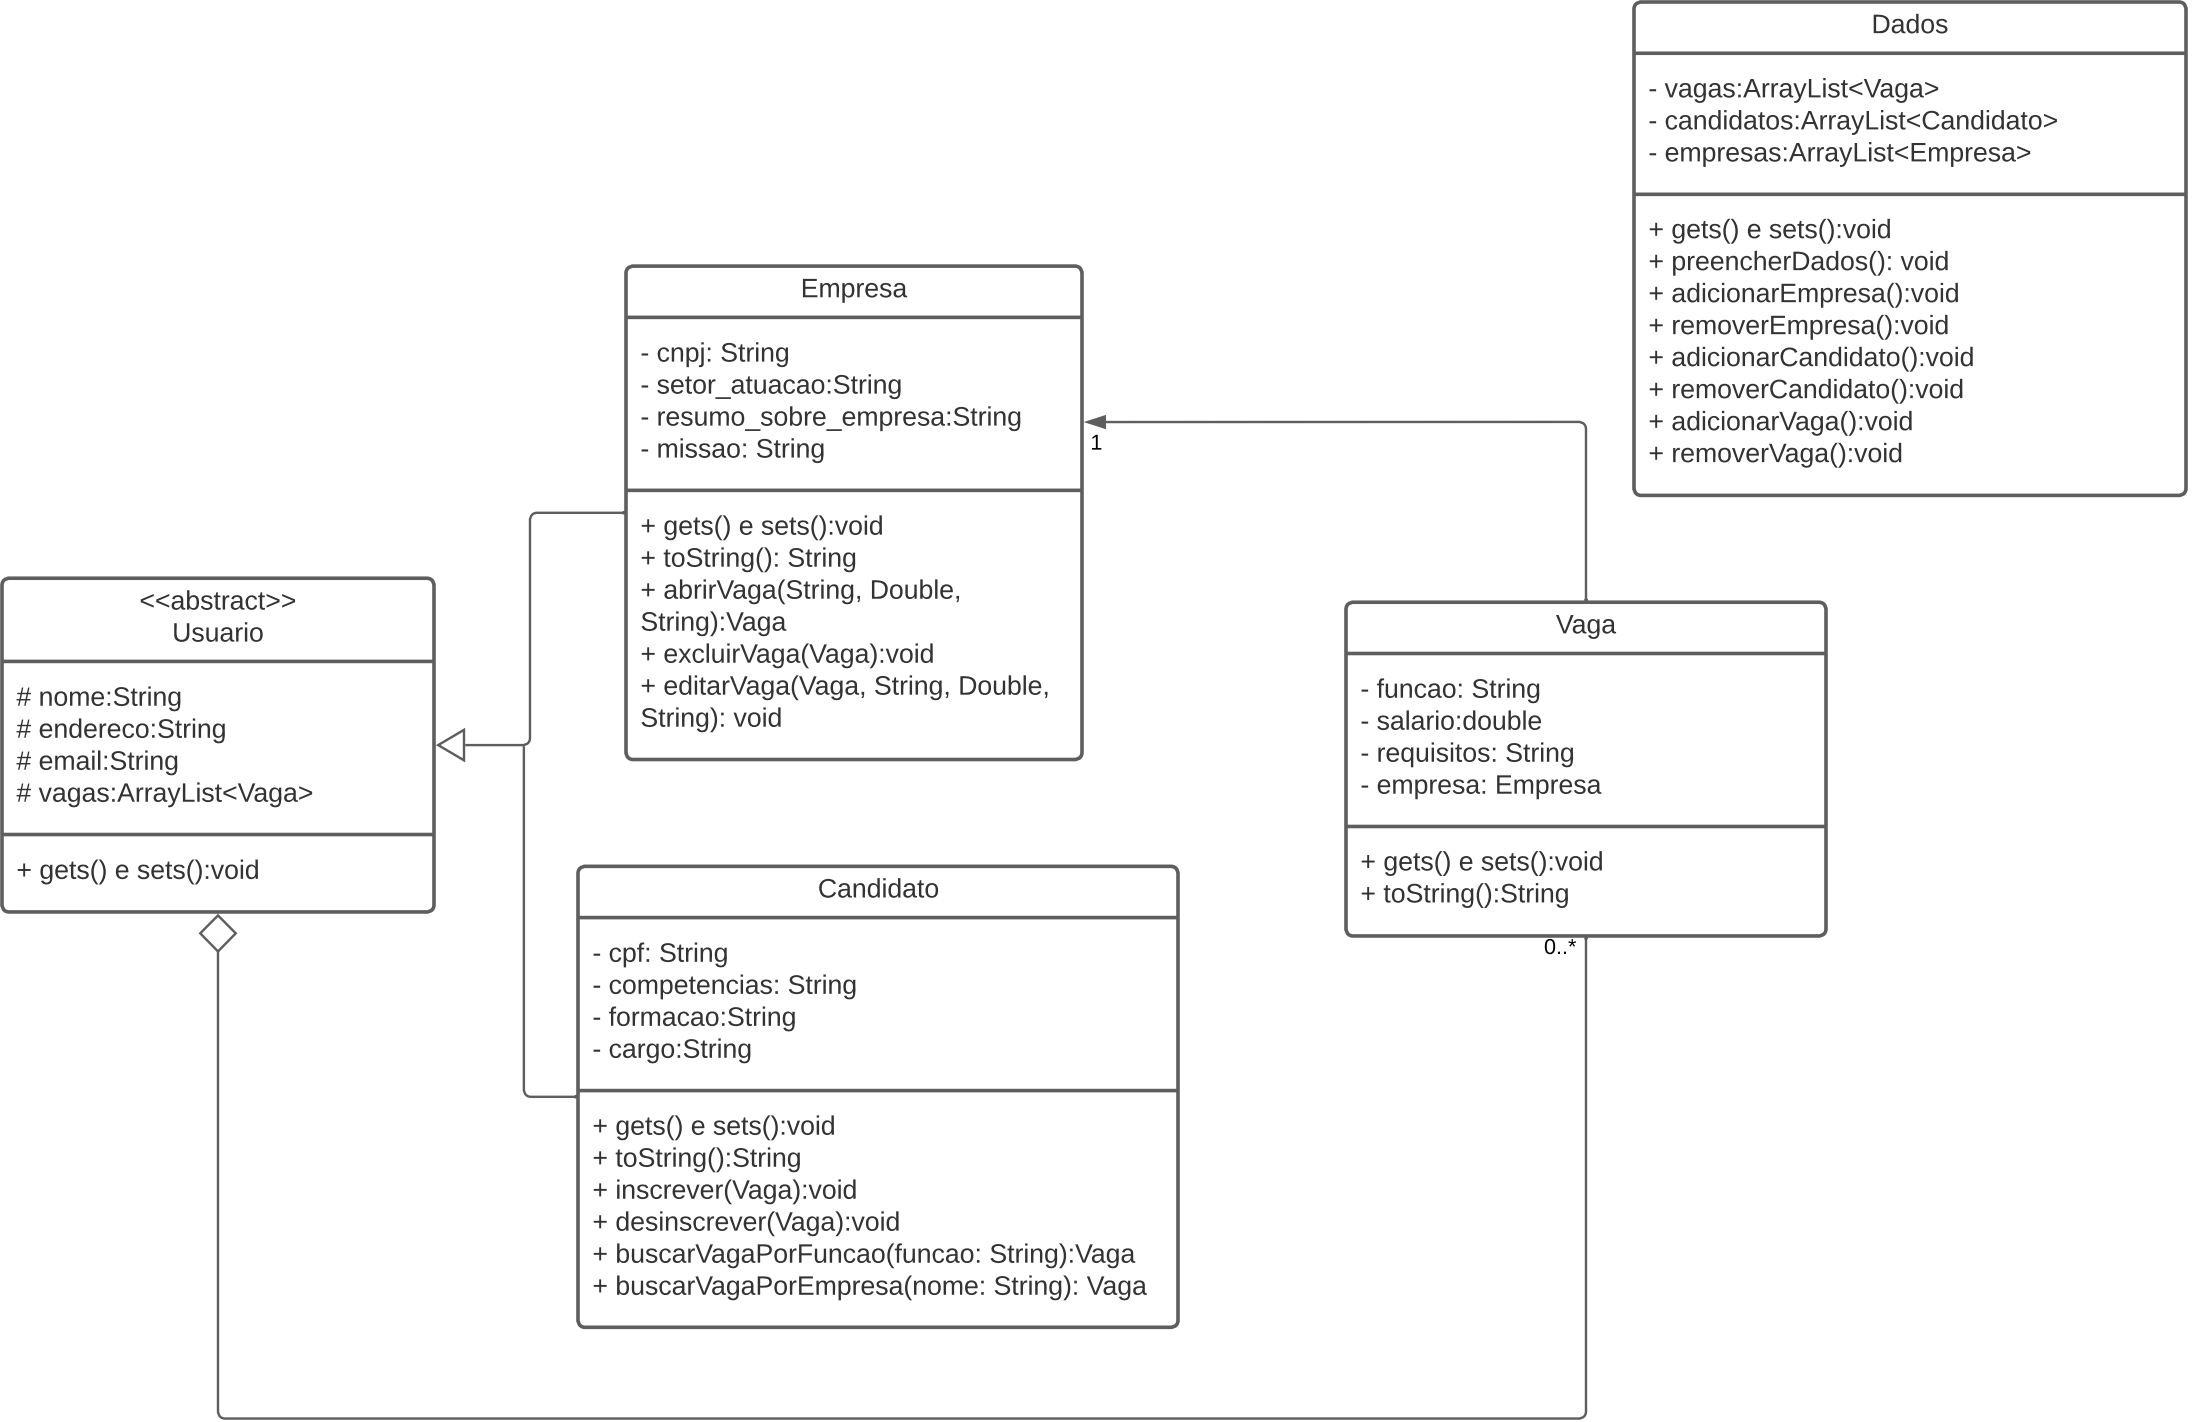 Dados
- vagas:ArrayList<Vaga>
- candidatos:ArrayList<Candidato>
- empresas:ArrayList<Empresa>
+ gets() e sets():void
+ preencherDados(): void
+ adicionarEmpresa():void
+ removerEmpresa():void
+ adicionarCandidato():void
+ removerCandidato():void
+ adicionarVaga():void
+ removerVaga():void
Empresa
- cnpj: String
- setor_atuacao:String
- resumo_sobre_empresa:String
- missao: String
+ gets() e sets():void
+ toString(): String
+ abrirVaga(String, Double,
String):Vaga
+ excluirVaga(Vaga):void
+ editarVaga(Vaga, String, Double,
String): void
1
<<abstract>>
Usuario
# nome:String
# endereco:String
# email:String
# vagas:ArrayList<Vaga>
+ gets() e sets():void
Vaga
- funcao: String
- salario:double
- requisitos: String
- empresa: Empresa
+ gets() e sets():void
+ toString():String
0..*
Candidato
- cpf: String
- competencias: String
- formacao:String
- cargo:String
+ gets() e sets():void
+ toString():String
+ inscrever(Vaga):void
+ desinscrever(Vaga):void
+ buscarVagaPorFuncao(funcao: String):Vaga
+ buscarVagaPorEmpresa(nome: String): Vaga